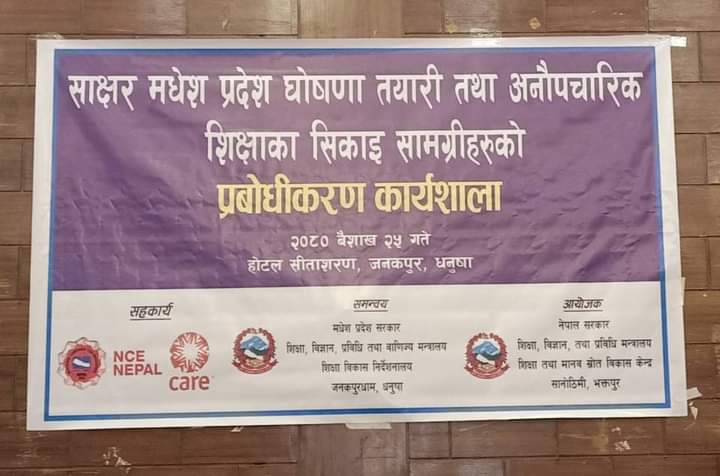 साक्षर मधेश प्रदेश घोषणा तयारी तथा अनौपचारिक
शिक्षाका सिकाइ सामग्रीहरुको
प्रबोधीकरण कार्यशाला
२०८० बैशाख २५ गते
होटल सीताशरण, जनकपुर, धनुषा
सहकार्य
NCE
NEPAL
care
समन्वय
मधेश प्रदेश सरकार
शिक्षा, विज्ञान, प्रविधि तथा वाणिज्य मन्त्रालय
शिक्षा विकास निर्देशनालय
जनकपुरधाम, धनुषा
आयोजक
नेपाल सरकार
शिक्षा, विज्ञान, तथा प्रविधि मन्त्रालय
शिक्षा तथा मानव स्रोत विकास केन्द्र
सानोठिमी, भक्तपुर